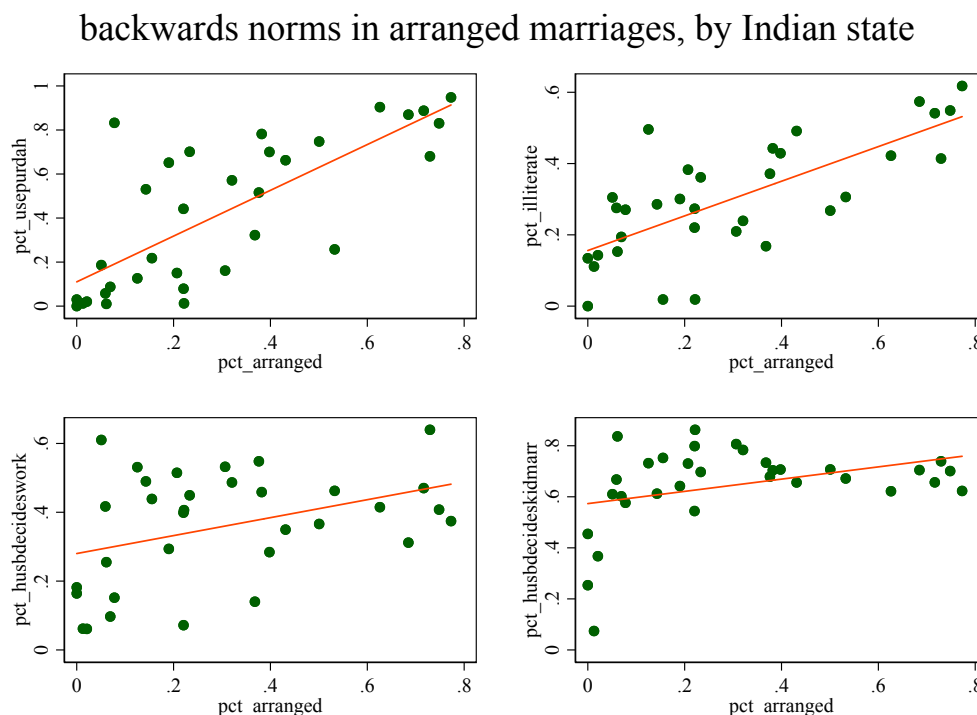 backwards norms in arranged marriages, by Indian state
pct_usepurdah
0 .2 .4 .6 .8 1
0 .2 .4 .6 .8
pct_arranged
pct_illiterate
0 .2 .4 .6
0 .2 .4 .6 .8
pct_arranged
pct_husbdecideswork
0 .2 .4 .6
0 .2 .4 .6 .8
pct_arranged
pct_husbdecideskidmarr
0 .2 .4 .6 .8
0 .2 .4 .6 .8
pct_arranged